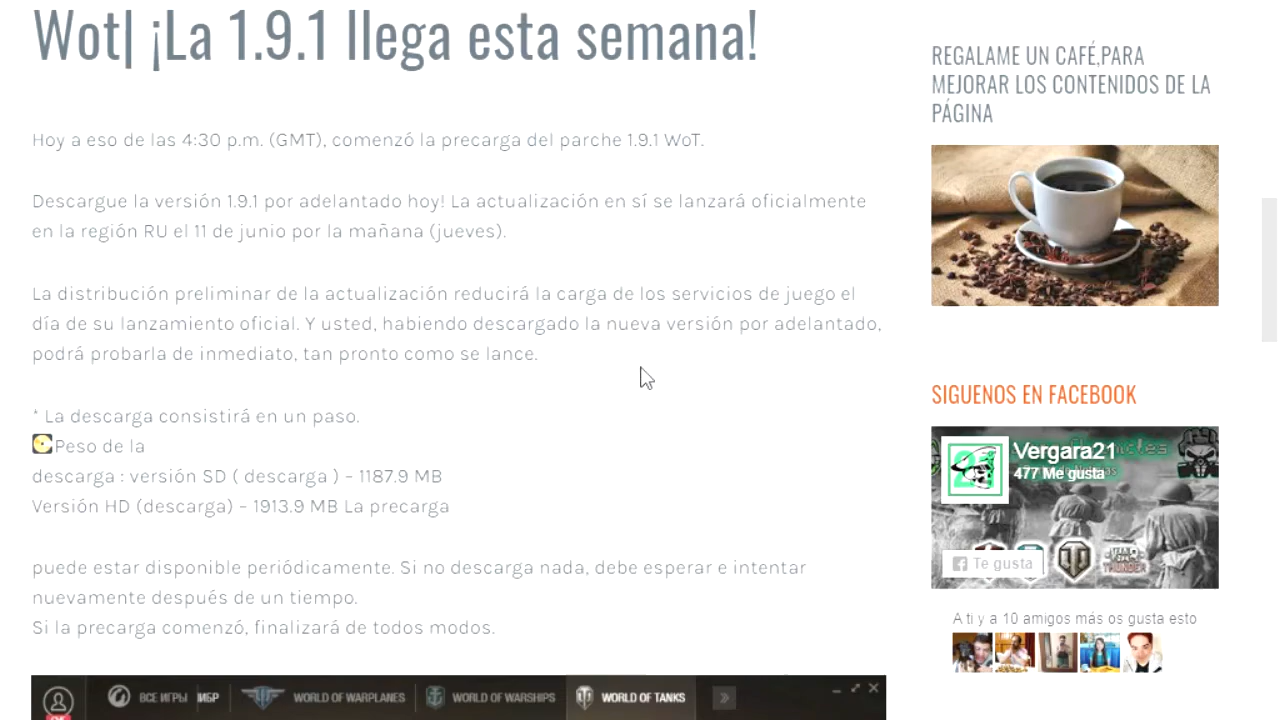 Wot| ¡La 1.9.1 llega esta semana!
Hoy a eso de las 4:30 p.m. (GMT), comenzó la precarga del parche 1.9.1 WoT.
Descargue la versión 1.9.1 por adelantado hoy! La actualización en sí se lanzará oficialmente
en la región RU el 11 de junio por la mañana (jueves).
La distribución preliminar de la actualización reducirá la carga de los servicios de juego el
día de su lanzamiento oficial. Y usted, habiendo descargado la nueva versión por adelantado,
podrá probarla de inmediato, tan pronto como se lance.
* La descarga consistirá en un paso.
Peso de la
descarga : versión SD ( descarga ) – 1187.9 MB
Versión HD (descarga) – 1913.9 MB La precarga
puede estar disponible periódicamente. Si no descarga nada, debe esperar e intentar
nuevamente después de un tiempo.
Si la precarga comenzó, finalizará de todos modos.
ВСЕ ИГРЫ
WORLD OF WARPLANES
WORLD OF WARSHIPS
WORLD OF TANKS
REGALAME UN CAFÉ,PARA
MEJORAR LOS CONTENIDOS DE LA
PÁGINA
SIGUENOS EN FACEBOOK
Vergara21
477 Me gusta
Te gusta
A ti y a 10 amigos más os gusta esto